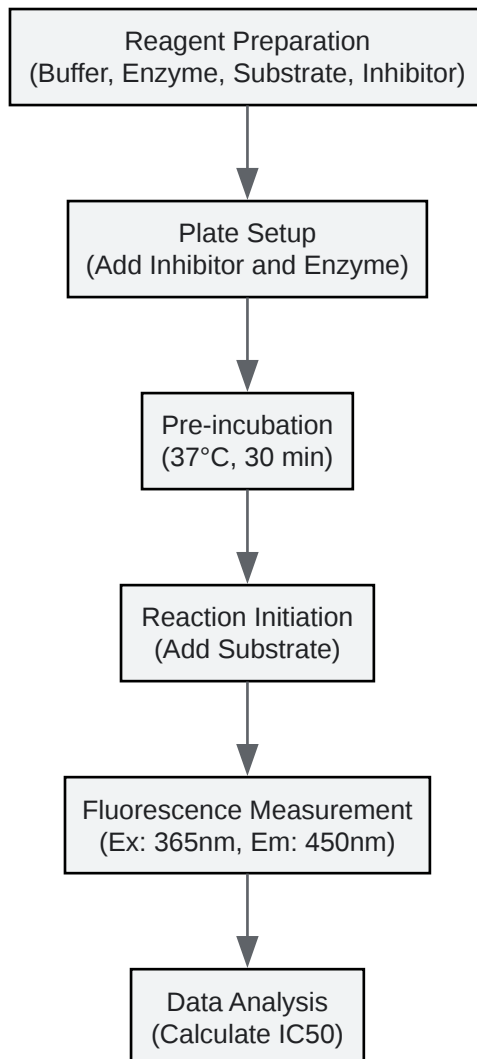 Reagent Preparation
(Buffer, Enzyme, Substrate, Inhibitor)
Plate Setup
(Add Inhibitor and Enzyme)
Pre-incubation
(37°C, 30 min)
Reaction Initiation
(Add Substrate)
Fluorescence Measurement
(Ex: 365nm, Em: 450nm)
Data Analysis
(Calculate IC50)